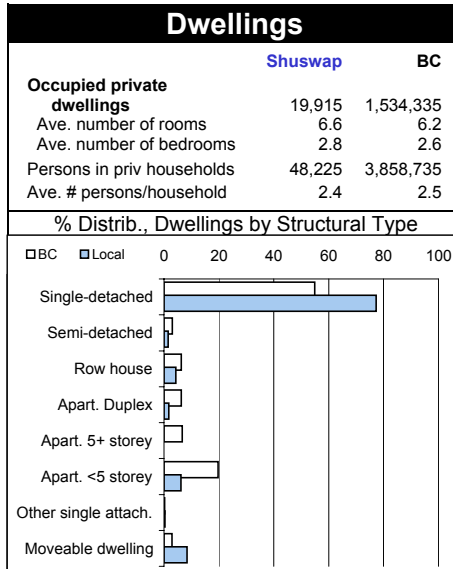 Dwellings
Shuswap BC
Occupied private
dwellings 19,915 1,534,335
Ave. number of rooms 6.6 6.2
Ave. number of bedrooms 2.8 2.6
Persons in priv households 48,225 3,858,735
Ave. # persons/household 2.4 2.5
% Distrib., Dwellings by Structural Type
BC Local 0 20 40 60 80 100
Single-detached
Semi-detached
Row house
Apart. Duplex
Apart. 5+ storey
Apart. <5 storey
Other single attach.
Moveable dwelling